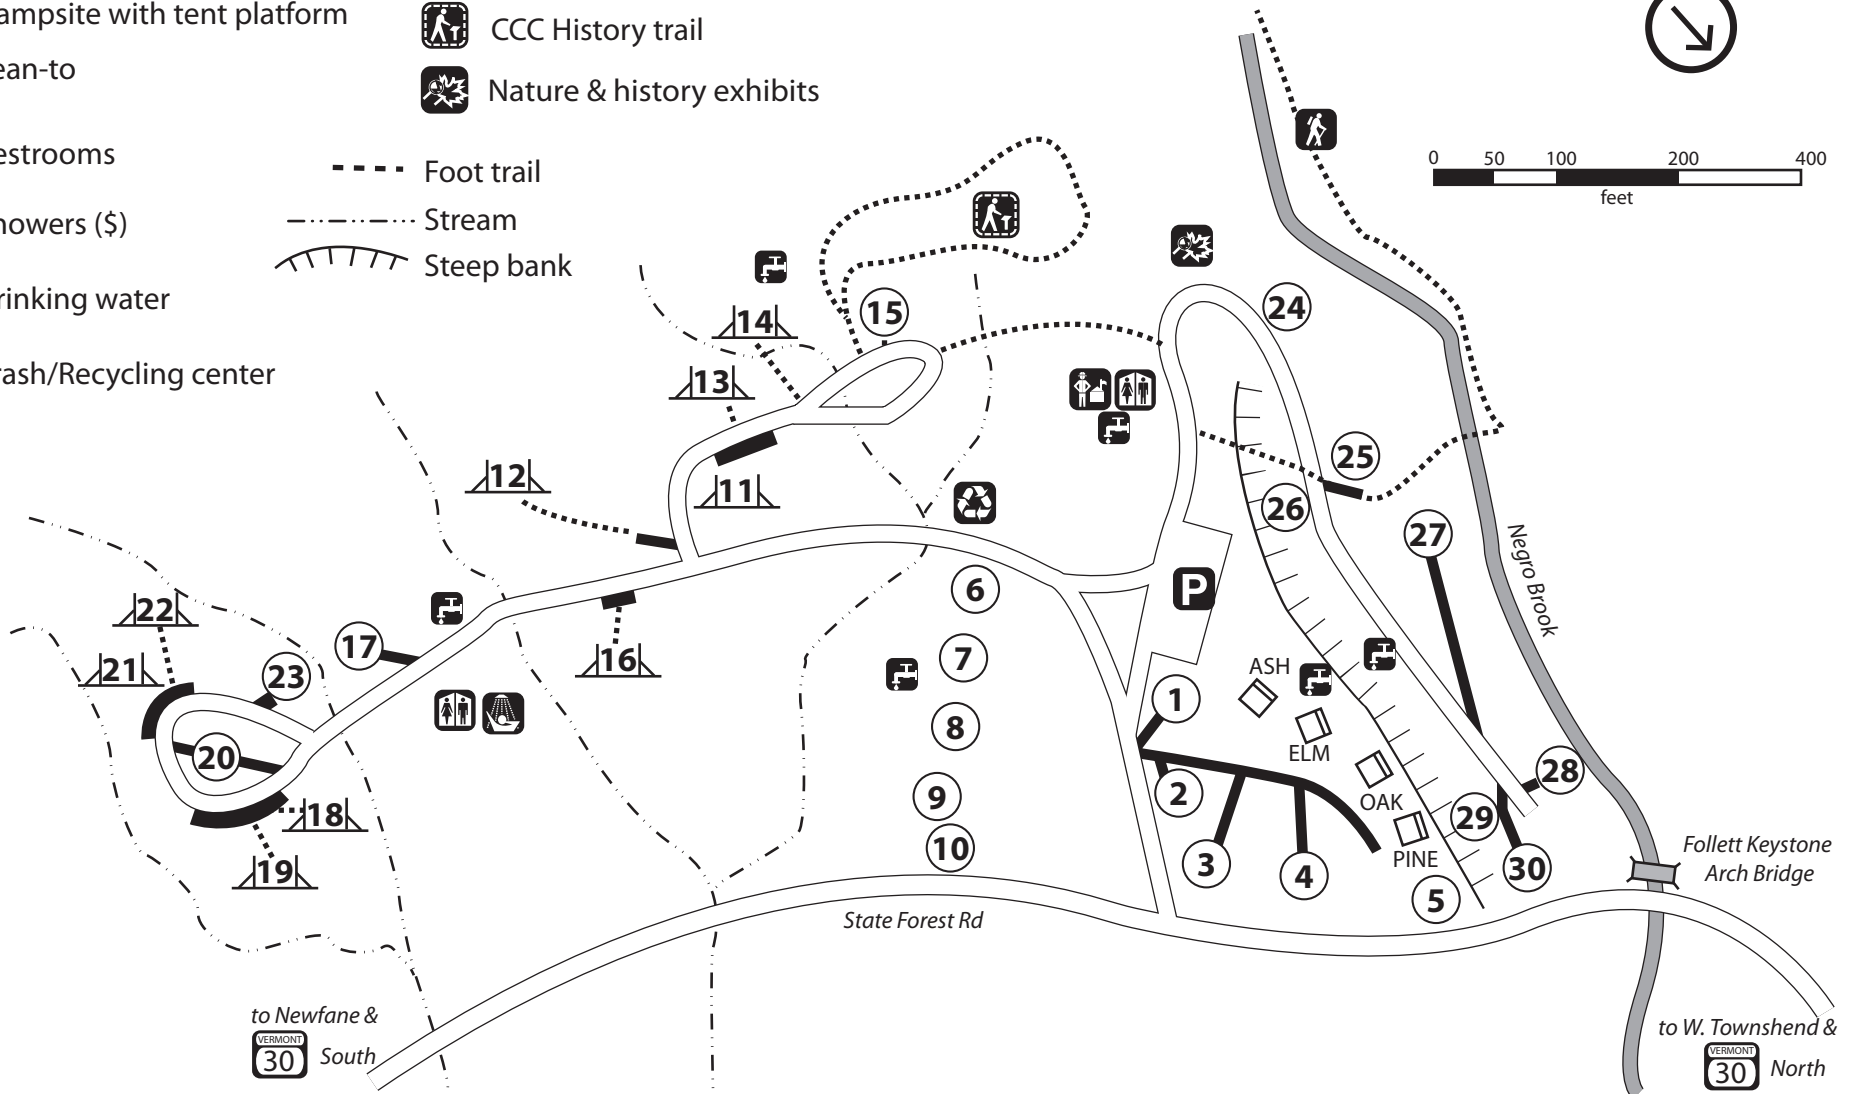 ampsite with tent platform
ean-to
estrooms
howers ($)
rinking water
rash/Recycling center
CCC History trail
Nature & history exhibits
Foot trail
Stream
Steep bank
0 50 100 200 400
feet
15
14
13
12
11
24
25
26
27
22
21
23
17
20
18
19
16
6
7
8
9
10
P
1
2
3
4
5
ASH
ELM
OAK
PINE
28
29
30
Negro Brook
Follett Keystone
Arch Bridge
State Forest Rd
to Newfane &
VERMONT
30 South
to W. Townshend &
VERMONT
30 North